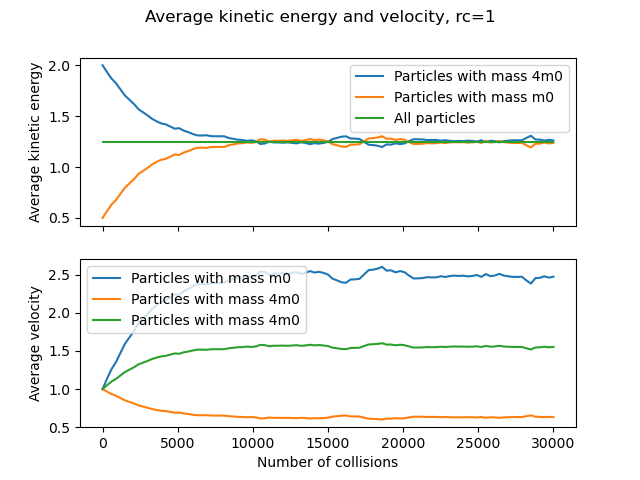 Average kinetic energy and velocity, rc=1
Average kinetic energy
2.0
1.5
1.0
0.5
Particles with mass 4m0
Particles with mass m0
All particles
Average velocity
2.5
2.0
1.5
1.0
0.5
Particles with mass m0
Particles with mass 4m0
Particles with mass 4m0
0 5000 10000 15000 20000 25000 30000
Number of collisions